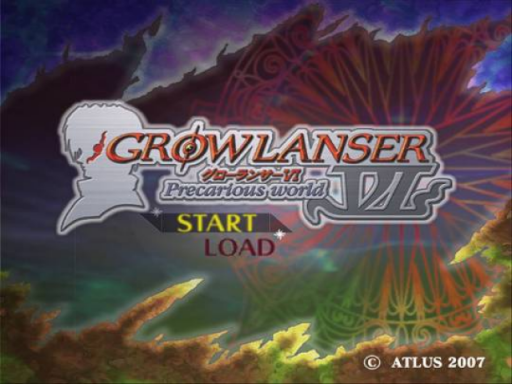 GROWLANSER
グローランサーVI
Precarious world
VI
START
LOAD
© ATLUS 2007